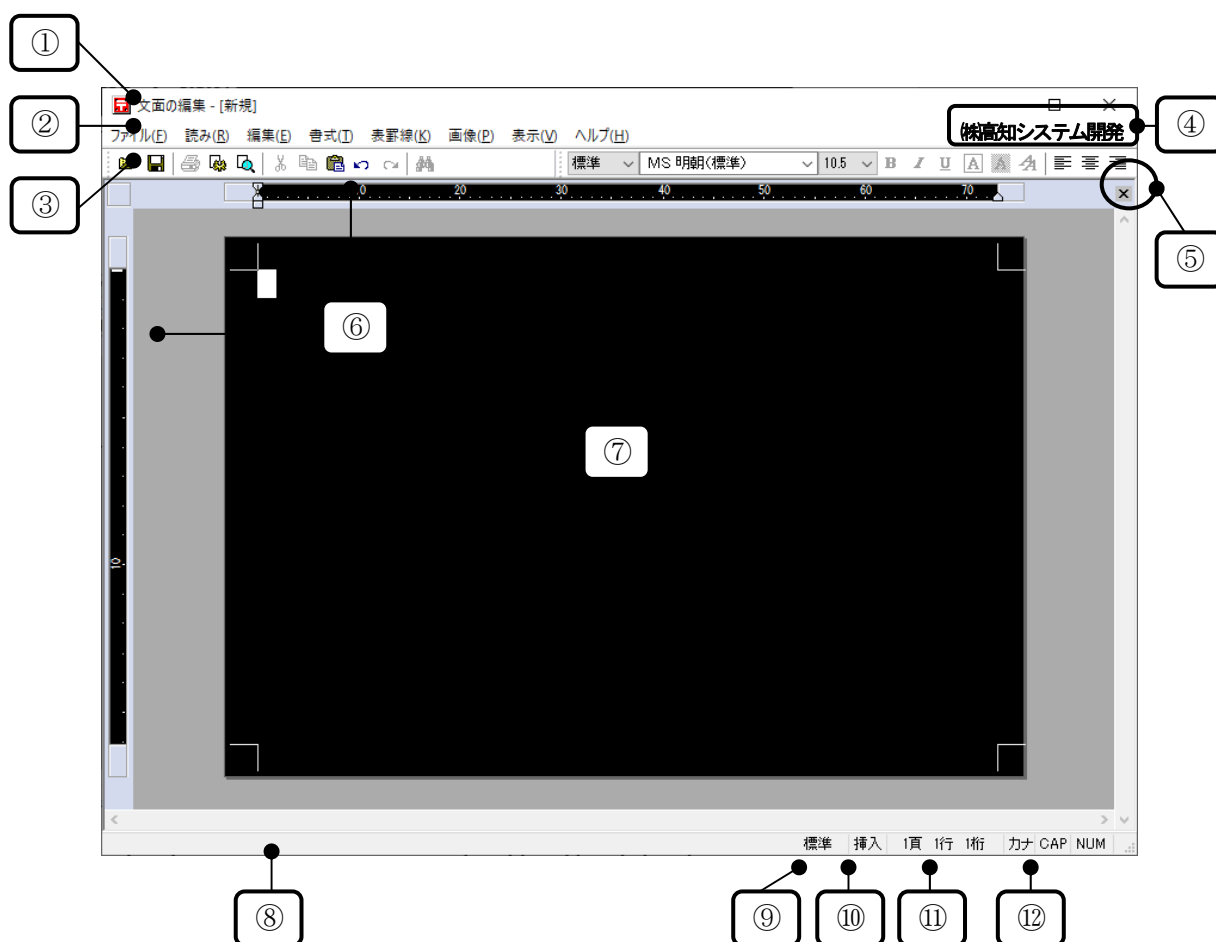 ①
文面の編集 - [新規]
②
ファイル(F) 読み(R) 編集(E) 書式(T) 表罫線(K) 画像(P) 表示(V) ヘルプ(H)
㈱高知システム開発
④
③
標準 MS 明朝(標準) 10.5 B I U A A A
10 20 30 40 50 60 70
⑤
⑥
⑦
10
標準 挿入 1頁 1行 1桁 カナ CAP NUM
⑧
⑨
⑩
⑪
⑫